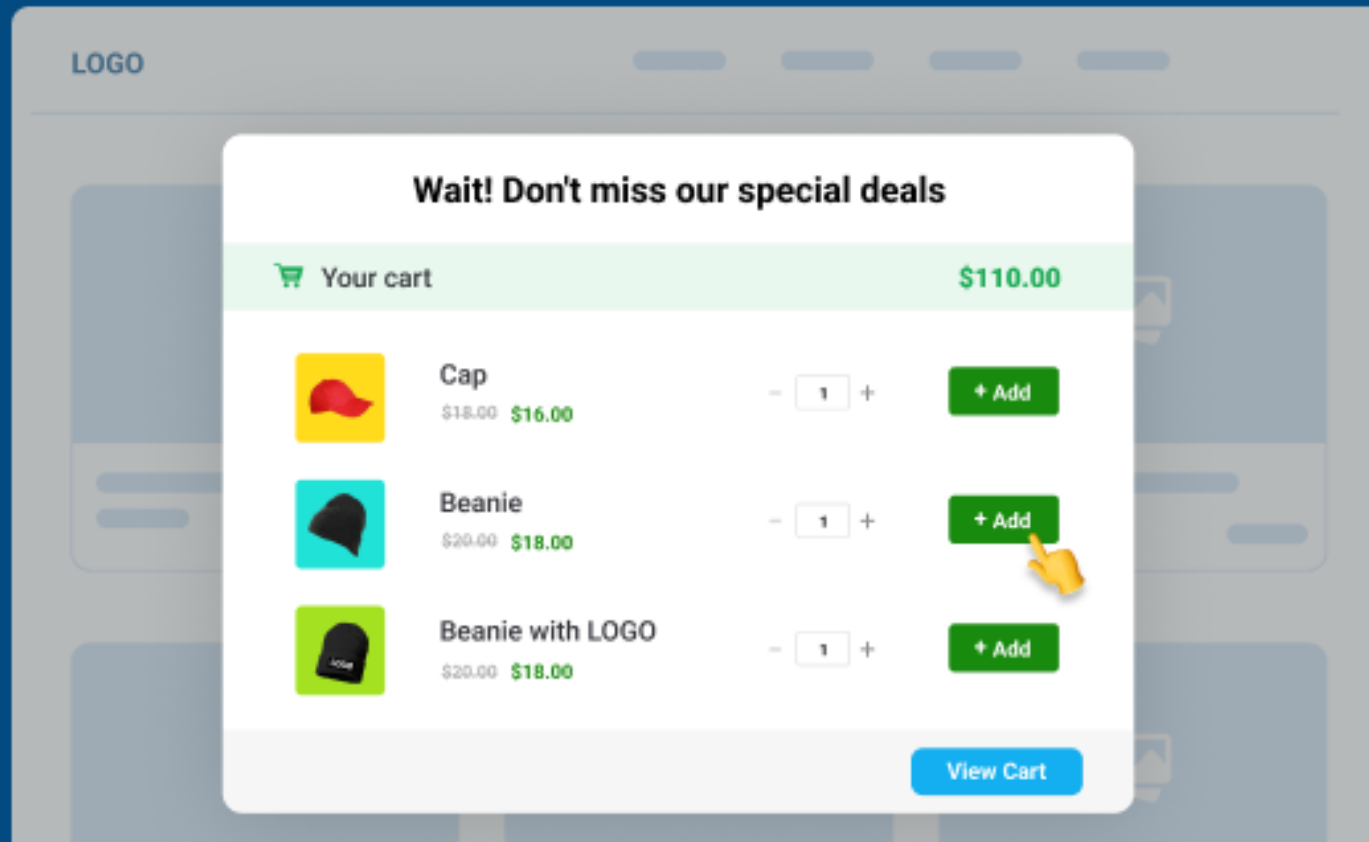 LOGO
Wait! Don't miss our special deals
Your cart $110.00
Cap
$18.00 $16.00
− 1 +
+ Add
Beanie
$20.00 $18.00
− 1 +
+ Add
Beanie with LOGO
$20.00 $18.00
− 1 +
+ Add
LOGO
View Cart